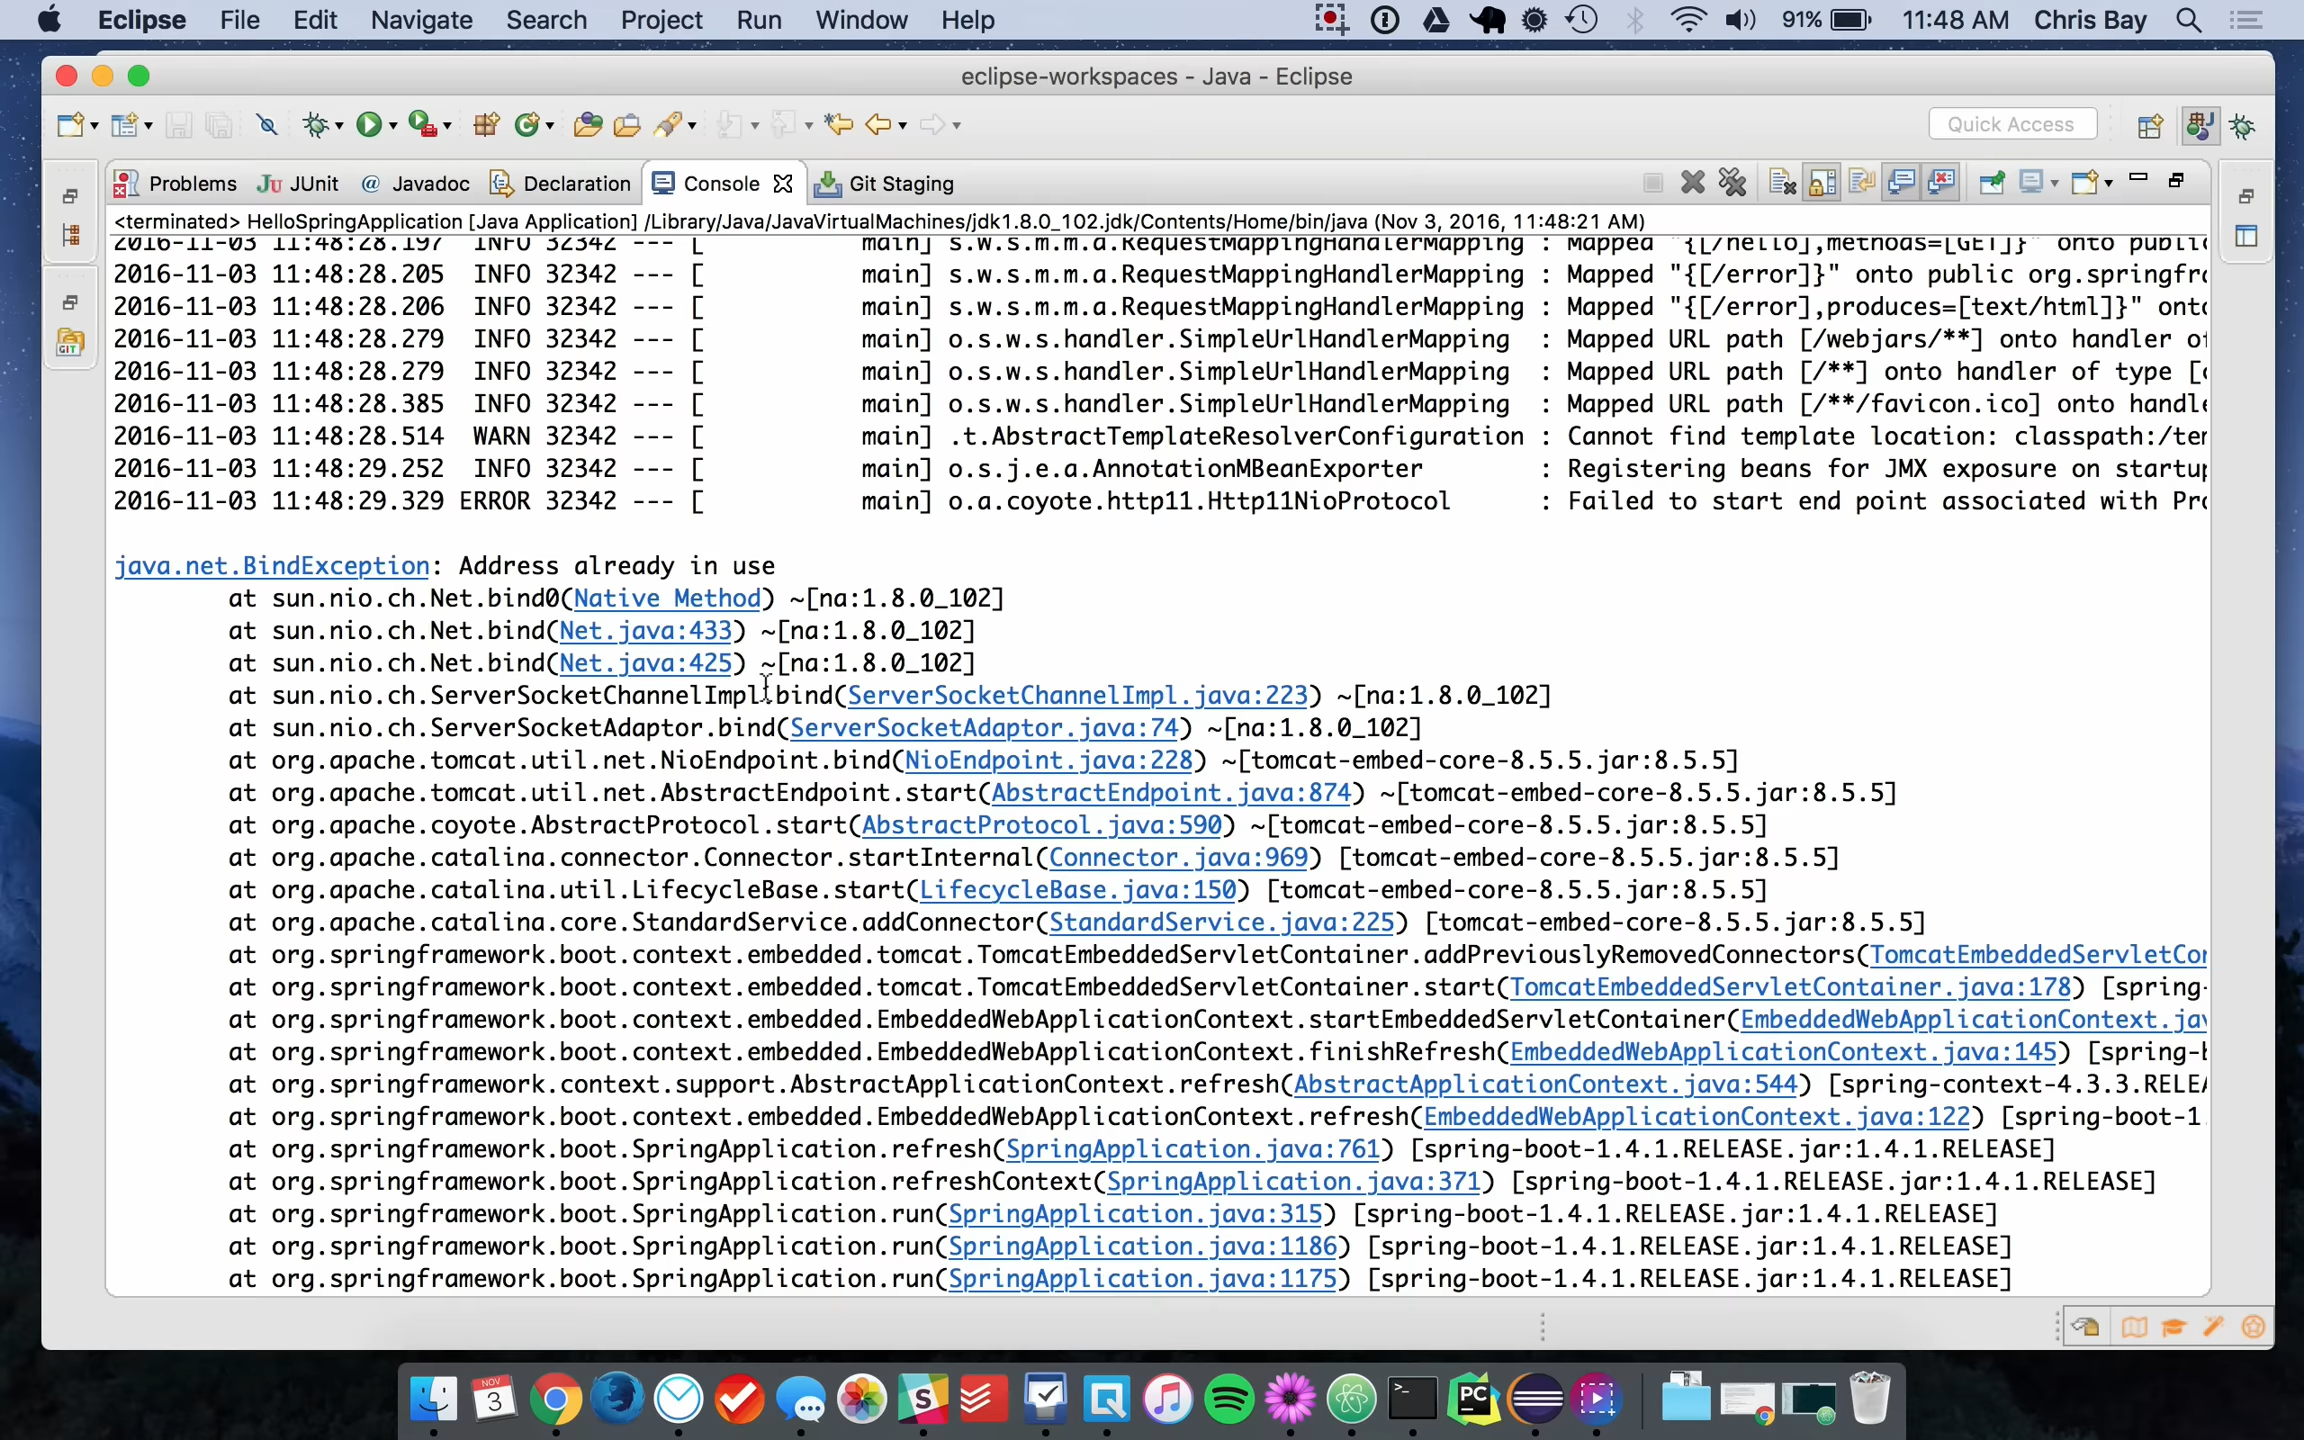 Eclipse File Edit Navigate Search Project Run Window Help 91% 11:48 AM Chris Bay
eclipse-workspaces - Java - Eclipse
Quick Access
Problems JUnit @ Javadoc Declaration Console Git Staging
<terminated> HelloSpringApplication [Java Application] /Library/Java/JavaVirtualMachines/jdk1.8.0_102.jdk/Contents/Home/bin/java (Nov 3, 2016, 11:48:21 AM)
2016-11-03 11:48:28.197  INFO 32342 --- [           main] s.w.s.m.m.a.RequestMappingHandlerMapping : Mapped "{[/hello],methods=[GET]}" onto public
2016-11-03 11:48:28.205  INFO 32342 --- [           main] s.w.s.m.m.a.RequestMappingHandlerMapping : Mapped "{[/error]}" onto public org.springfra
2016-11-03 11:48:28.206  INFO 32342 --- [           main] s.w.s.m.m.a.RequestMappingHandlerMapping : Mapped "{[/error],produces=[text/html]}" onto
2016-11-03 11:48:28.279  INFO 32342 --- [           main] o.s.w.s.handler.SimpleUrlHandlerMapping  : Mapped URL path [/webjars/**] onto handler of
2016-11-03 11:48:28.279  INFO 32342 --- [           main] o.s.w.s.handler.SimpleUrlHandlerMapping  : Mapped URL path [/**] onto handler of type [c
2016-11-03 11:48:28.385  INFO 32342 --- [           main] o.s.w.s.handler.SimpleUrlHandlerMapping  : Mapped URL path [/**/favicon.ico] onto handle
2016-11-03 11:48:28.514  WARN 32342 --- [           main] .t.AbstractTemplateResolverConfiguration : Cannot find template location: classpath:/tem
2016-11-03 11:48:29.252  INFO 32342 --- [           main] o.s.j.e.a.AnnotationMBeanExporter        : Registering beans for JMX exposure on startup
2016-11-03 11:48:29.329 ERROR 32342 --- [           main] o.a.coyote.http11.Http11NioProtocol      : Failed to start end point associated with Pro
java.net.BindException: Address already in use
at sun.nio.ch.Net.bind0(Native Method) ~[na:1.8.0_102]
at sun.nio.ch.Net.bind(Net.java:433) ~[na:1.8.0_102]
at sun.nio.ch.Net.bind(Net.java:425) ~[na:1.8.0_102]
at sun.nio.ch.ServerSocketChannelImpl.bind(ServerSocketChannelImpl.java:223) ~[na:1.8.0_102]
at sun.nio.ch.ServerSocketAdaptor.bind(ServerSocketAdaptor.java:74) ~[na:1.8.0_102]
at org.apache.tomcat.util.net.NioEndpoint.bind(NioEndpoint.java:228) ~[tomcat-embed-core-8.5.5.jar:8.5.5]
at org.apache.tomcat.util.net.AbstractEndpoint.start(AbstractEndpoint.java:874) ~[tomcat-embed-core-8.5.5.jar:8.5.5]
at org.apache.coyote.AbstractProtocol.start(AbstractProtocol.java:590) ~[tomcat-embed-core-8.5.5.jar:8.5.5]
at org.apache.catalina.connector.Connector.startInternal(Connector.java:969) [tomcat-embed-core-8.5.5.jar:8.5.5]
at org.apache.catalina.util.LifecycleBase.start(LifecycleBase.java:150) [tomcat-embed-core-8.5.5.jar:8.5.5]
at org.apache.catalina.core.StandardService.addConnector(StandardService.java:225) [tomcat-embed-core-8.5.5.jar:8.5.5]
at org.springframework.boot.context.embedded.tomcat.TomcatEmbeddedServletContainer.addPreviouslyRemovedConnectors(TomcatEmbeddedServletCon
at org.springframework.boot.context.embedded.tomcat.TomcatEmbeddedServletContainer.start(TomcatEmbeddedServletContainer.java:178) [spring-
at org.springframework.boot.context.embedded.EmbeddedWebApplicationContext.startEmbeddedServletContainer(EmbeddedWebApplicationContext.jav
at org.springframework.boot.context.embedded.EmbeddedWebApplicationContext.finishRefresh(EmbeddedWebApplicationContext.java:145) [spring-b
at org.springframework.context.support.AbstractApplicationContext.refresh(AbstractApplicationContext.java:544) [spring-context-4.3.3.RELEA
at org.springframework.boot.context.embedded.EmbeddedWebApplicationContext.refresh(EmbeddedWebApplicationContext.java:122) [spring-boot-1.
at org.springframework.boot.SpringApplication.refresh(SpringApplication.java:761) [spring-boot-1.4.1.RELEASE.jar:1.4.1.RELEASE]
at org.springframework.boot.SpringApplication.refreshContext(SpringApplication.java:371) [spring-boot-1.4.1.RELEASE.jar:1.4.1.RELEASE]
at org.springframework.boot.SpringApplication.run(SpringApplication.java:315) [spring-boot-1.4.1.RELEASE.jar:1.4.1.RELEASE]
at org.springframework.boot.SpringApplication.run(SpringApplication.java:1186) [spring-boot-1.4.1.RELEASE.jar:1.4.1.RELEASE]
at org.springframework.boot.SpringApplication.run(SpringApplication.java:1175) [spring-boot-1.4.1.RELEASE.jar:1.4.1.RELEASE]
NOV
3
PC